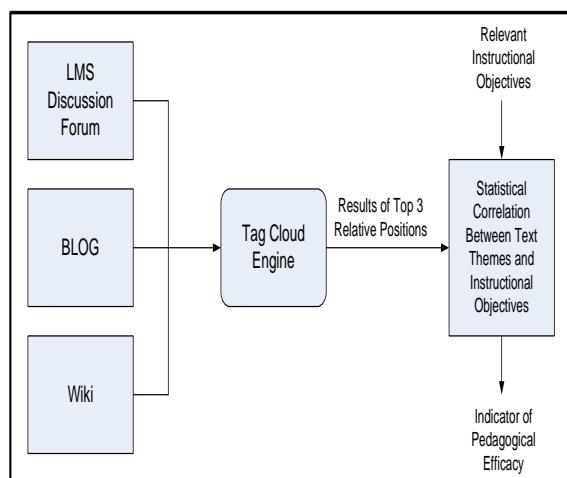 LMS
Discussion
Forum
BLOG
Wiki
Tag Cloud
Engine
Results of Top 3
Relative Positions
Relevant
Instructional
Objectives
Statistical
Correlation
Between Text
Themes and
Instructional
Objectives
Indicator of
Pedagogical
Efficacy